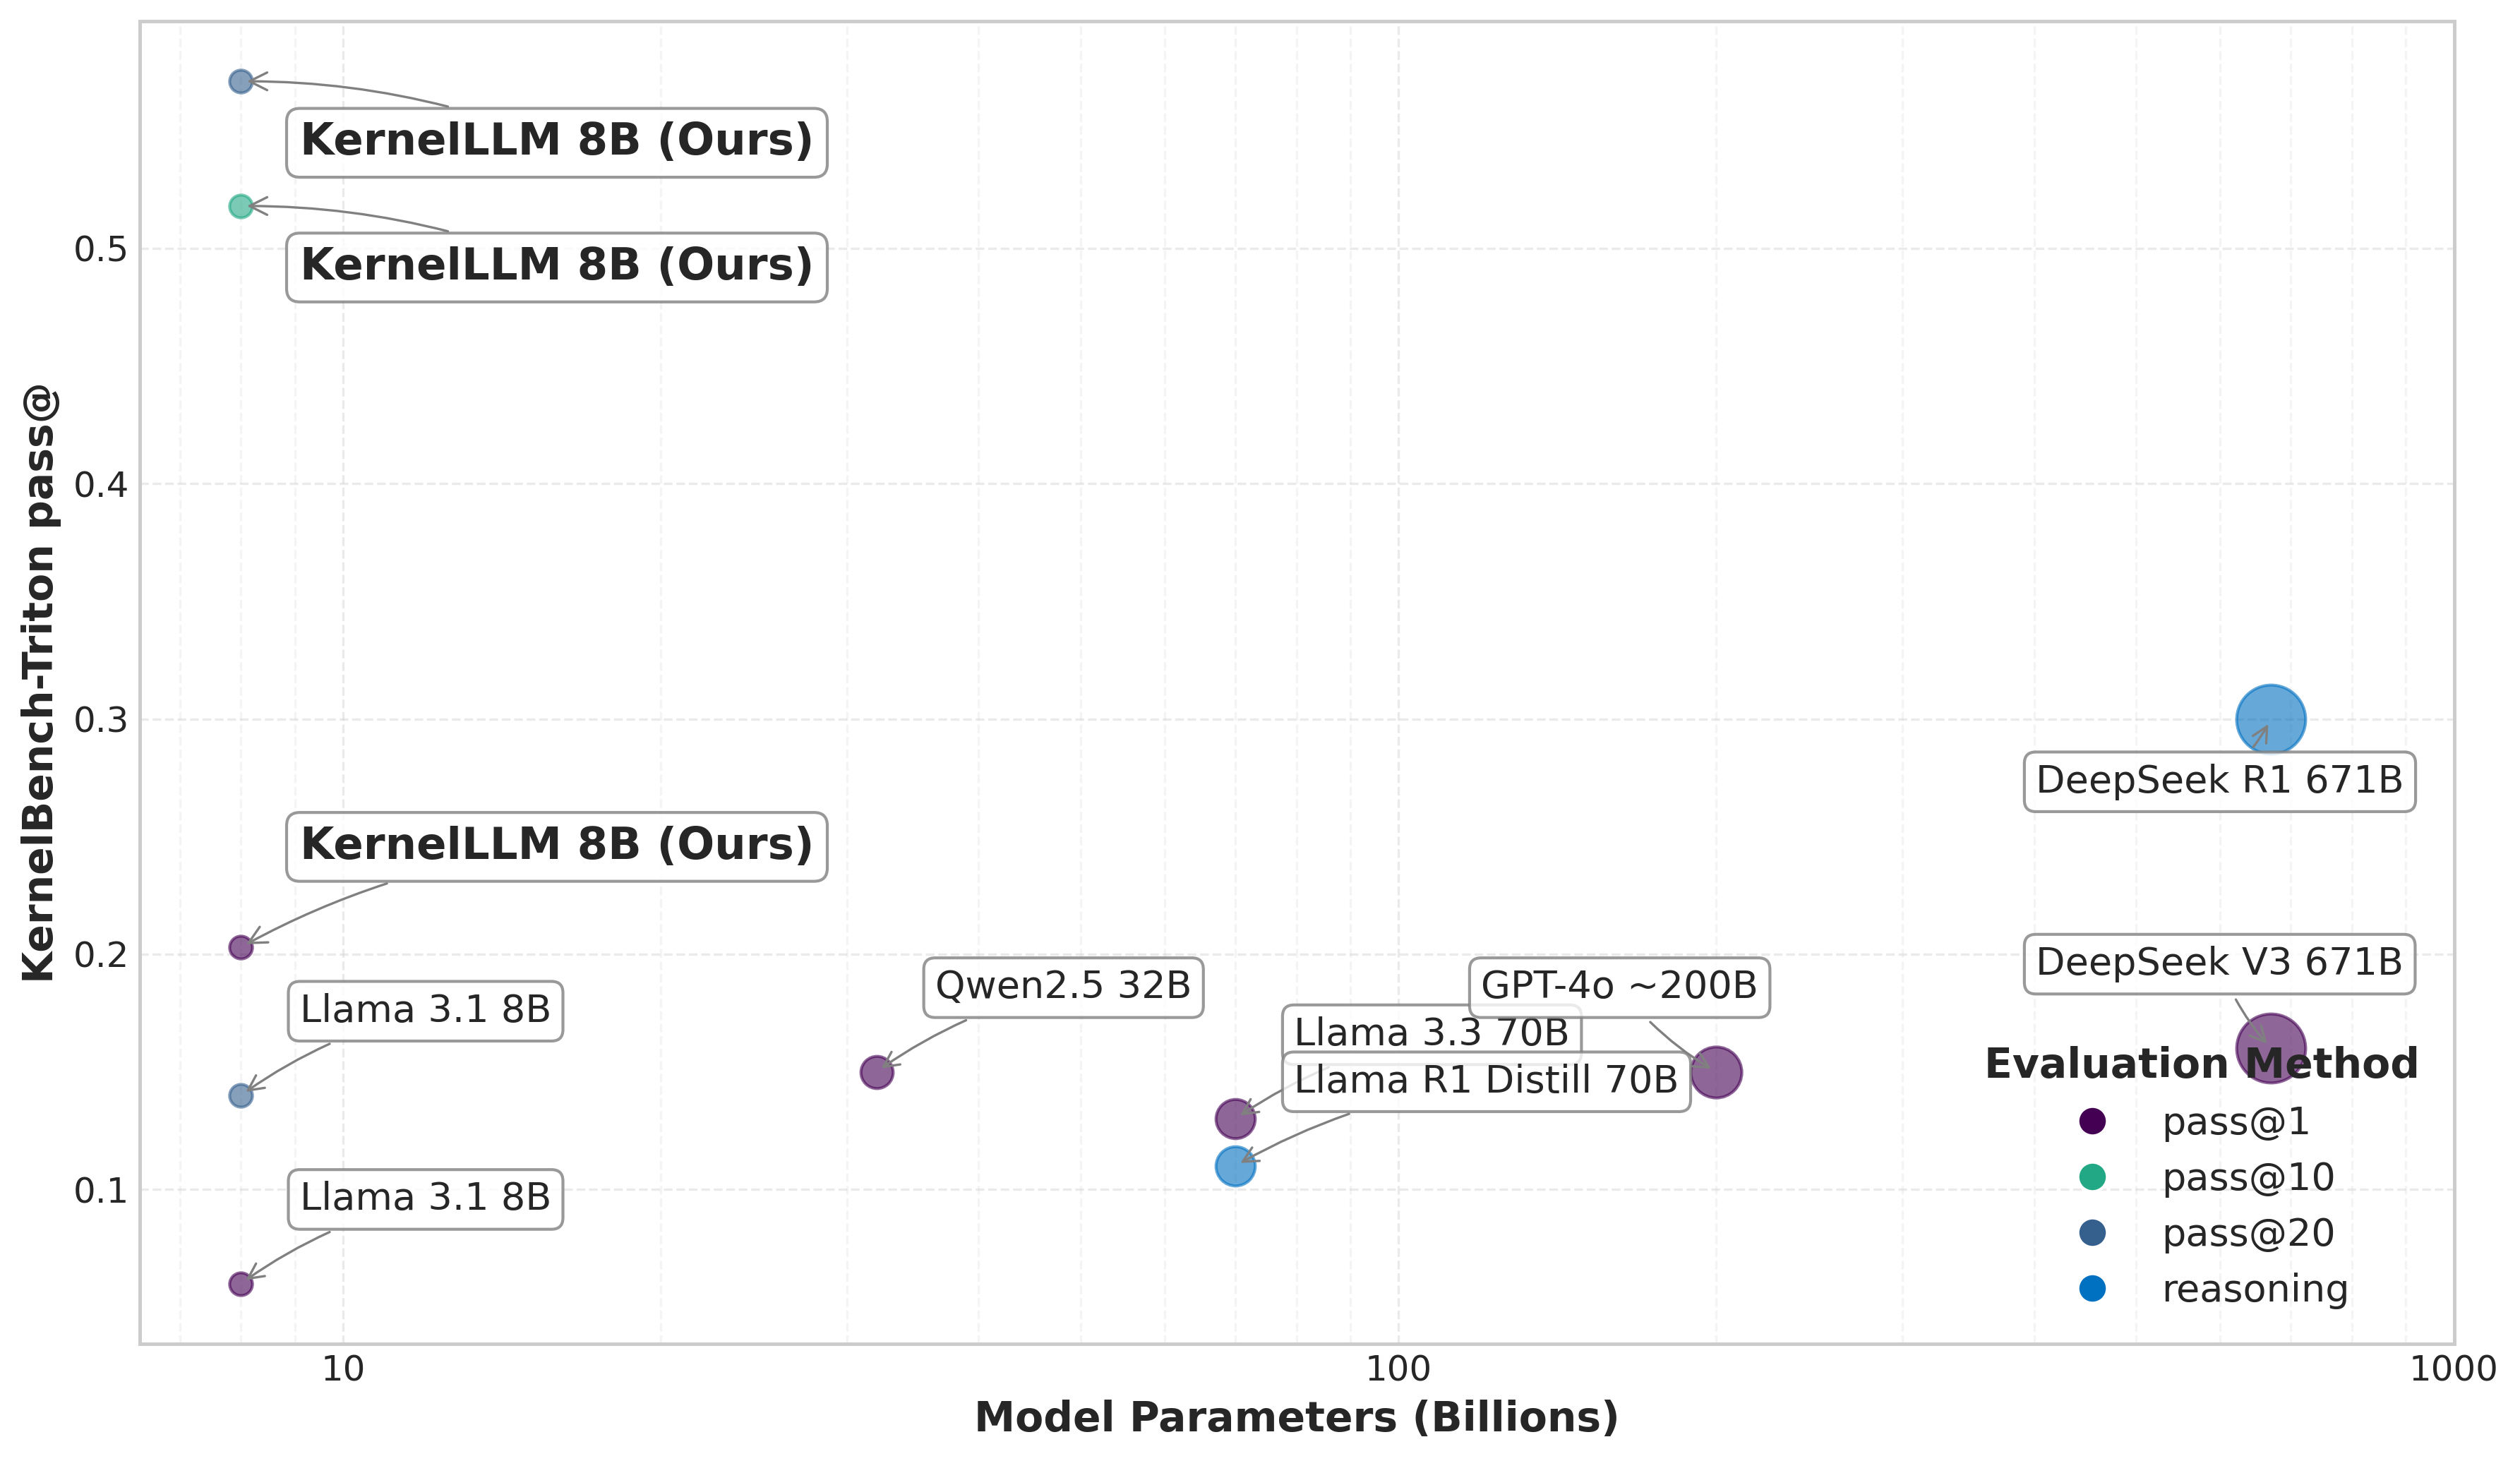 KernelBench-Triton pass@
0.5
0.4
0.3
0.2
0.1
KernelLLM 8B (Ours)
KernelLLM 8B (Ours)
KernelLLM 8B (Ours)
Llama 3.1 8B
Llama 3.1 8B
Qwen2.5 32B
GPT-4o ~200B
Llama 3.3 70B
Llama R1 Distill 70B
DeepSeek R1 671B
DeepSeek V3 671B
Evaluation Method
pass@1
pass@10
pass@20
reasoning
10
100
1000
Model Parameters (Billions)